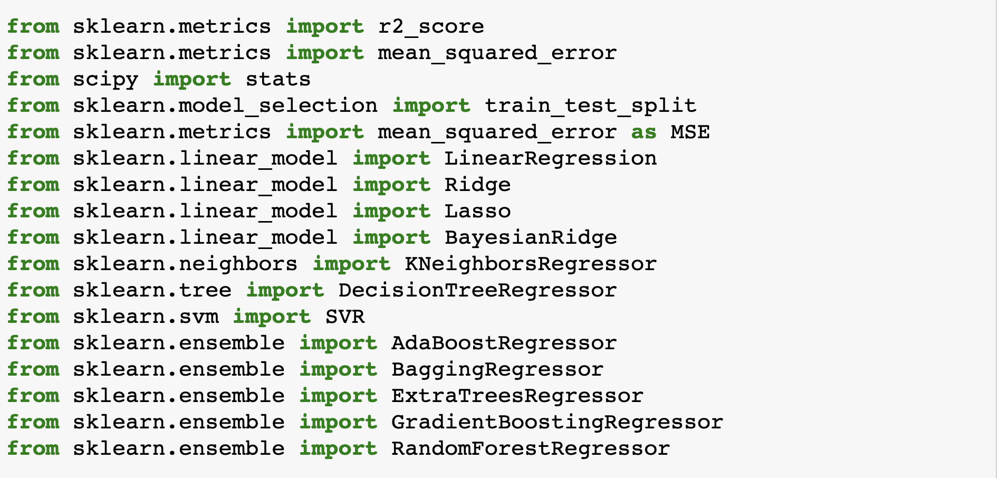 from sklearn.metrics import r2_score
from sklearn.metrics import mean_squared_error
from scipy import stats
from sklearn.model_selection import train_test_split
from sklearn.metrics import mean_squared_error as MSE
from sklearn.linear_model import LinearRegression
from sklearn.linear_model import Ridge
from sklearn.linear_model import Lasso
from sklearn.linear_model import BayesianRidge
from sklearn.neighbors import KNeighborsRegressor
from sklearn.tree import DecisionTreeRegressor
from sklearn.svm import SVR
from sklearn.ensemble import AdaBoostRegressor
from sklearn.ensemble import BaggingRegressor
from sklearn.ensemble import ExtraTreesRegressor
from sklearn.ensemble import GradientBoostingRegressor
from sklearn.ensemble import RandomForestRegressor